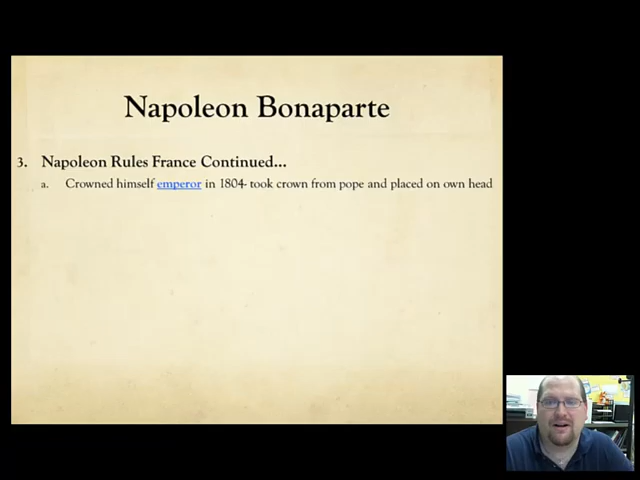 Napoleon Bonaparte
3. Napoleon Rules France Continued...
a. Crowned himself emperor in 1804- took crown from pope and placed on own head